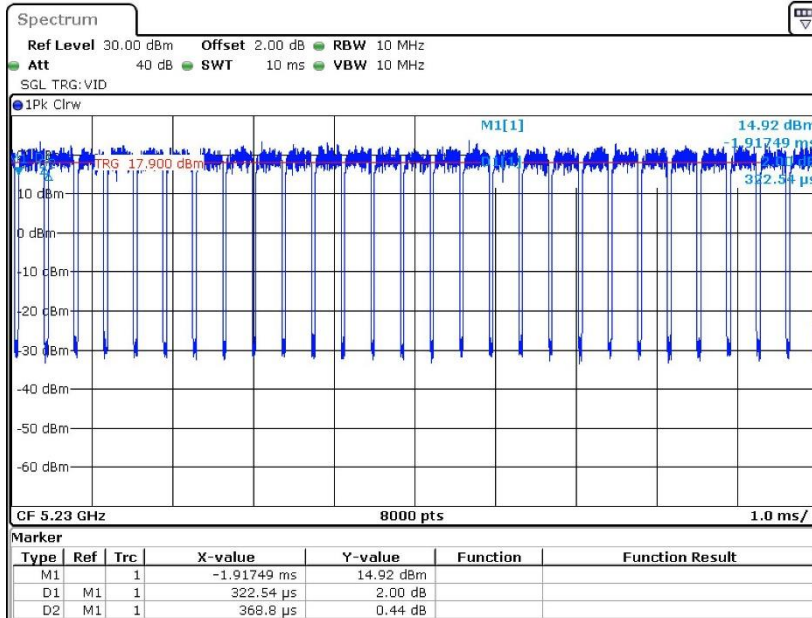 Spectrum
Ref Level 30.00 dBm Offset 2.00 dB RBW 10 MHz
Att 40 dB SWT 10 ms VBW 10 MHz
SGL TRG:VID
1Pk Clrw
M1[1] 14.92 dBm
-1.91749 ms
TRG 17.900 dBm
322.54 µs
10 dBm
0 dBm
-10 dBm
-20 dBm
-30 dBm
-40 dBm
-50 dBm
-60 dBm
CF 5.23 GHz 8000 pts 1.0 ms/
Marker
Type Ref Trc X-value Y-value Function Function Result
M1 1 -1.91749 ms 14.92 dBm
D1 M1 1 322.54 µs 2.00 dB
D2 M1 1 368.8 µs 0.44 dB